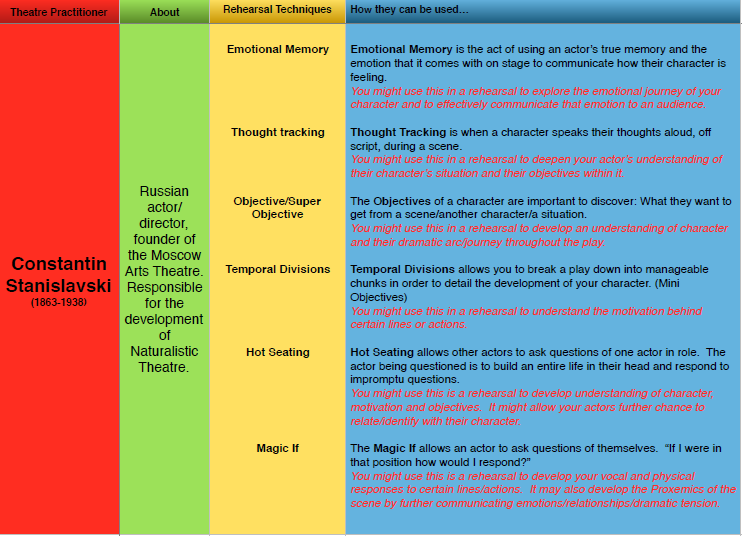 Theatre Practitioner
About
Rehearsal Techniques
How they can be used…
Constantin
Stanislavski
(1863-1938)
Russian
actor/
director,
founder of
the Moscow
Arts Theatre.
Responsible
for the
development
of
Naturalistic
Theatre.
Emotional Memory
Emotional Memory is the act of using an actor's true memory and the
emotion that it comes with on stage to communicate how their character is
feeling.
You might use this in a rehearsal to explore the emotional journey of your
character and to effectively communicate that emotion to an audience.
Thought tracking
Thought Tracking is when a character speaks their thoughts aloud, off
script, during a scene.
You might use this in a rehearsal to deepen your actor's understanding of
their character's situation and their objectives within it.
Objective/Super
Objective
The Objectives of a character are important to discover: What they want to
get from a scene/another character/a situation.
You might use this in a rehearsal to develop an understanding of character
and their dramatic arc/journey throughout the play.
Temporal Divisions
Temporal Divisions allows you to break a play down into manageable
chunks in order to detail the development of your character. (Mini
Objectives)
You might use this in a rehearsal to understand the motivation behind
certain lines or actions.
Hot Seating
Hot Seating allows other actors to ask questions of one actor in role.  The
actor being questioned is to build an entire life in their head and respond to
impromptu questions.
You might use this is a rehearsal to develop understanding of character,
motivation and objectives.  It might allow your actors further chance to
relate/identify with their character.
Magic If
The Magic If allows an actor to ask questions of themselves.  "If I were in
that position how would I respond?"
You might use this is a rehearsal to develop your vocal and physical
responses to certain lines/actions.  It may also develop the Proxemics of the
scene by further communicating emotions/relationships/dramatic tension.